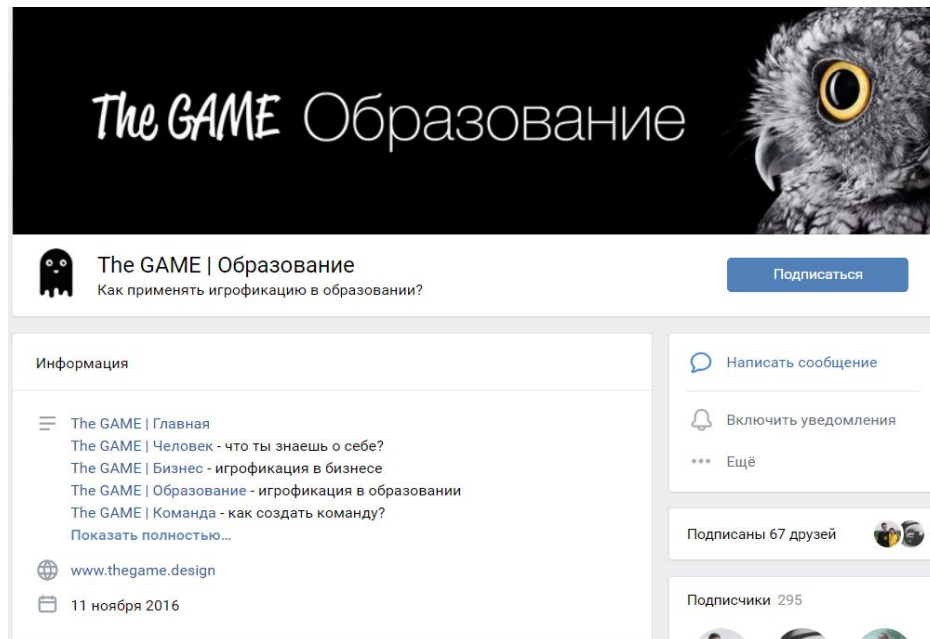 The GAME Образование
The GAME | Образование
Как применять игрофикацию в образовании?
Подписаться
Информация
The GAME | Главная
The GAME | Человек - что ты знаешь о себе?
The GAME | Бизнес - игрофикация в бизнесе
The GAME | Образование - игрофикация в образовании
The GAME | Команда - как создать команду?
Показать полностью...
www.thegame.design
11 ноября 2016
Написать сообщение
Включить уведомления
Ещё
Подписаны 67 друзей
Подписчики 295